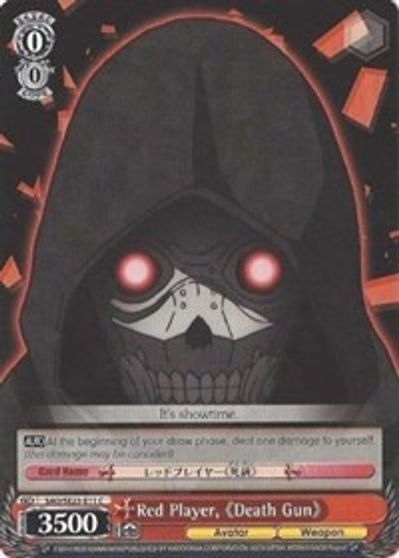 LEVEL
0
0
It's showtime.
AUTO At the beginning of your draw phase, deal one damage to yourself.
(this damage may be canceled)
Card Name
レッドプレイヤー《死銃》
3500
Red Player, 《Death Gun》
Avatar Weapon